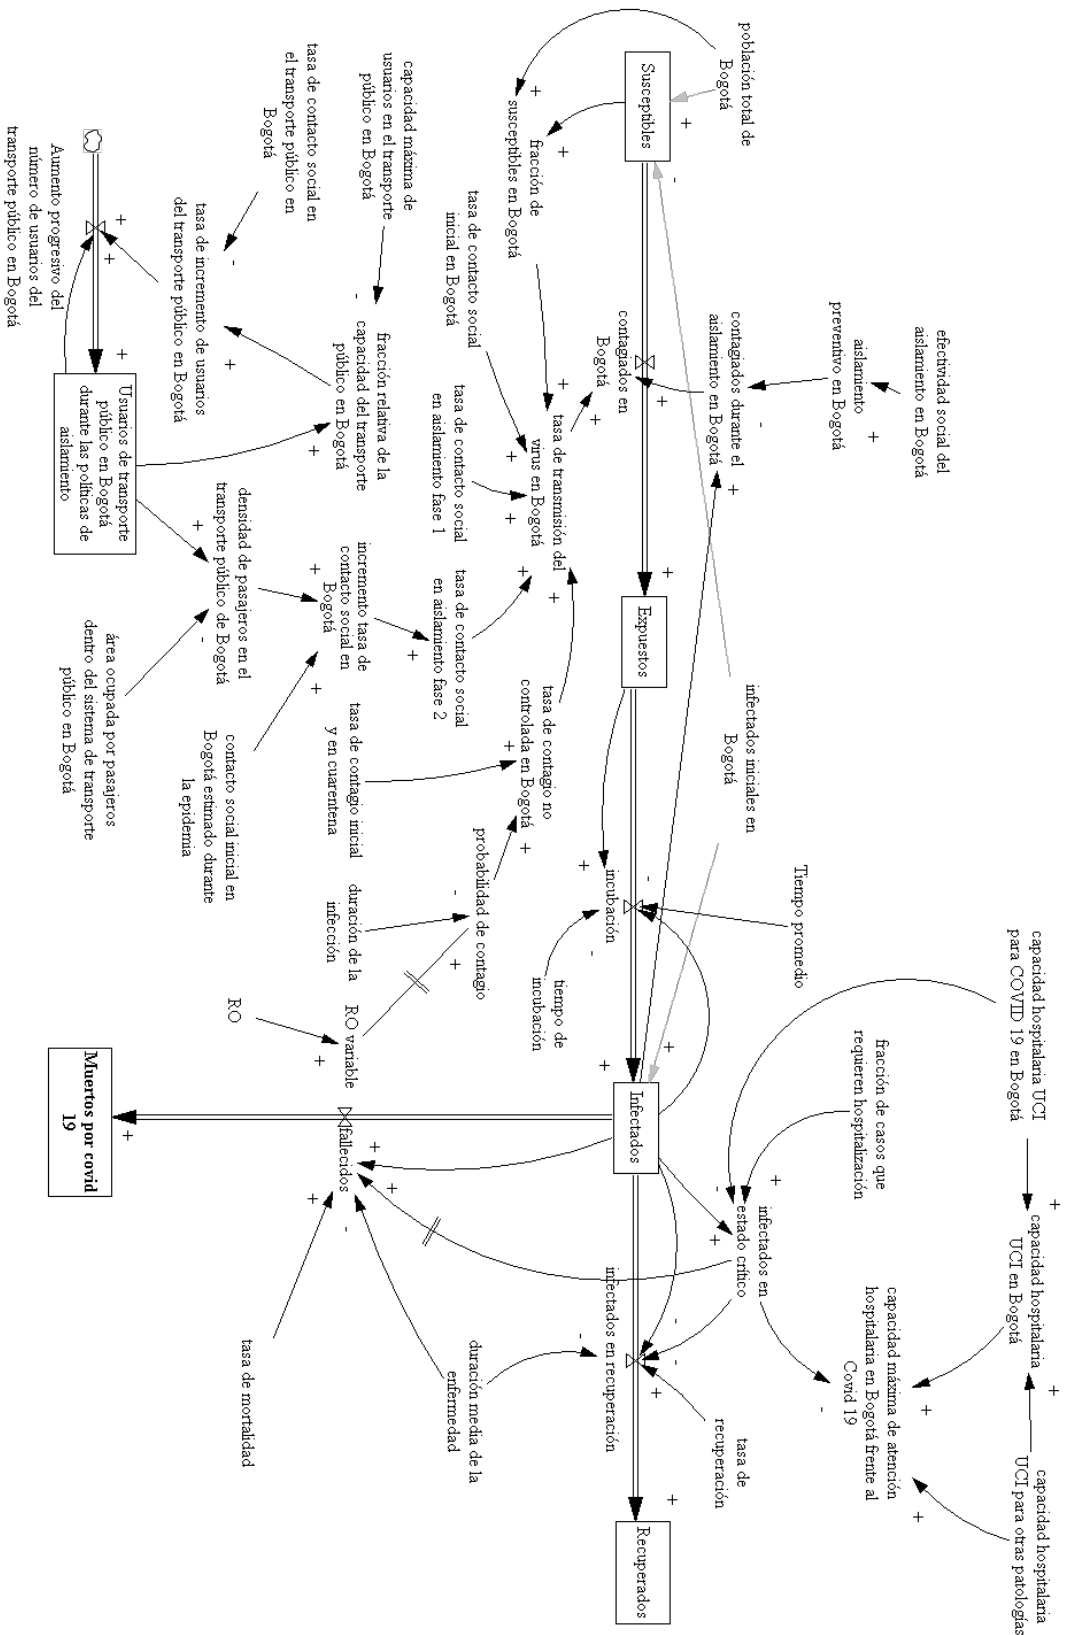 capacidad hospitalaria UCI
para COVID 19 en Bogotá
capacidad hospitalaria
UCI en Bogotá
capacidad hospitalaria
UCI para otras patologías
efectividad social del
aislamiento en Bogotá
aislamiento
preventivo en Bogotá
fracción de casos que
requieren hospitalización
capacidad máxima de atención
hospitalaria en Bogotá frente al
Covid 19
población total de
Bogotá
contagiados durante el
aislamiento en Bogotá
infectados iniciales en
Bogotá
Tiempo promedio
infectados en
estado crítico
tasa de
recuperación
Susceptibles
contagiados en
Bogotá
Expuestos
incubación
Infectados
infectados en recuperación
Recuperados
fracción de
susceptibles en Bogotá
tasa de transmisión del
virus en Bogotá
tasa de contagio no
controlada en Bogotá
tiempo de
incubación
tasa de contacto social
inicial en Bogotá
tasa de contacto social
en aislamiento fase 1
tasa de contacto social
en aislamiento fase 2
probabilidad de contagio
duración media de la
enfermedad
capacidad máxima de
usuarios en el transporte
público en Bogotá
fracción relativa de la
capacidad del transporte
público en Bogotá
incremento tasa de
contacto social en
Bogotá
tasa de contagio inicial
y en cuarentena
duración de la
infección
RO variable
fallecidos
tasa de contacto social en
el transporte público en
Bogotá
RO
tasa de mortalidad
tasa de incremento de usuarios
del transporte público en Bogotá
densidad de pasajeros en el
transporte público de Bogotá
contacto social inicial en
Bogotá estimado durante
la epidemia
Aumento progresivo del
número de usuarios del
transporte público en Bogotá
Usuarios de transporte
público en Bogotá
durante las políticas de
aislamiento
área ocupada por pasajeros
dentro del sistema de transporte
público en Bogotá
Muertos por covid
19